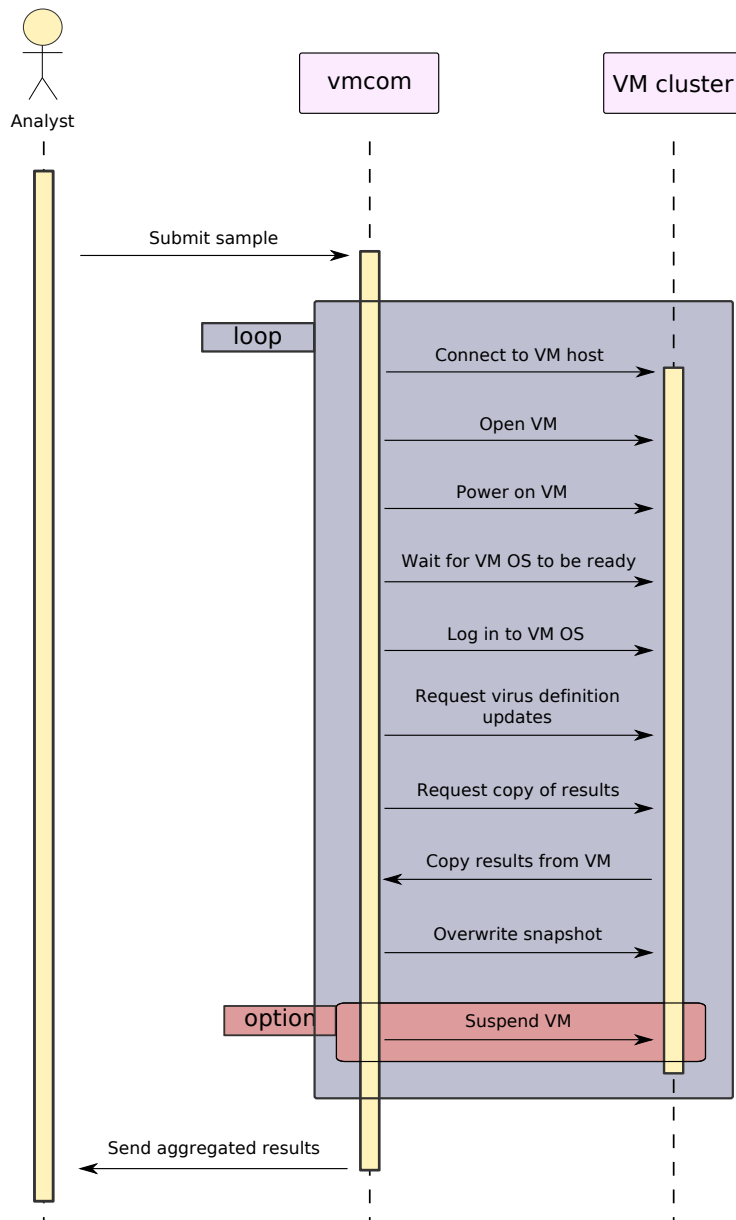 Analyst
vmcom
VM cluster
Submit sample
loop
Connect to VM host
Open VM
Power on VM
Wait for VM OS to be ready
Log in to VM OS
Request virus definition
updates
Request copy of results
Copy results from VM
Overwrite snapshot
option
Suspend VM
Send aggregated results